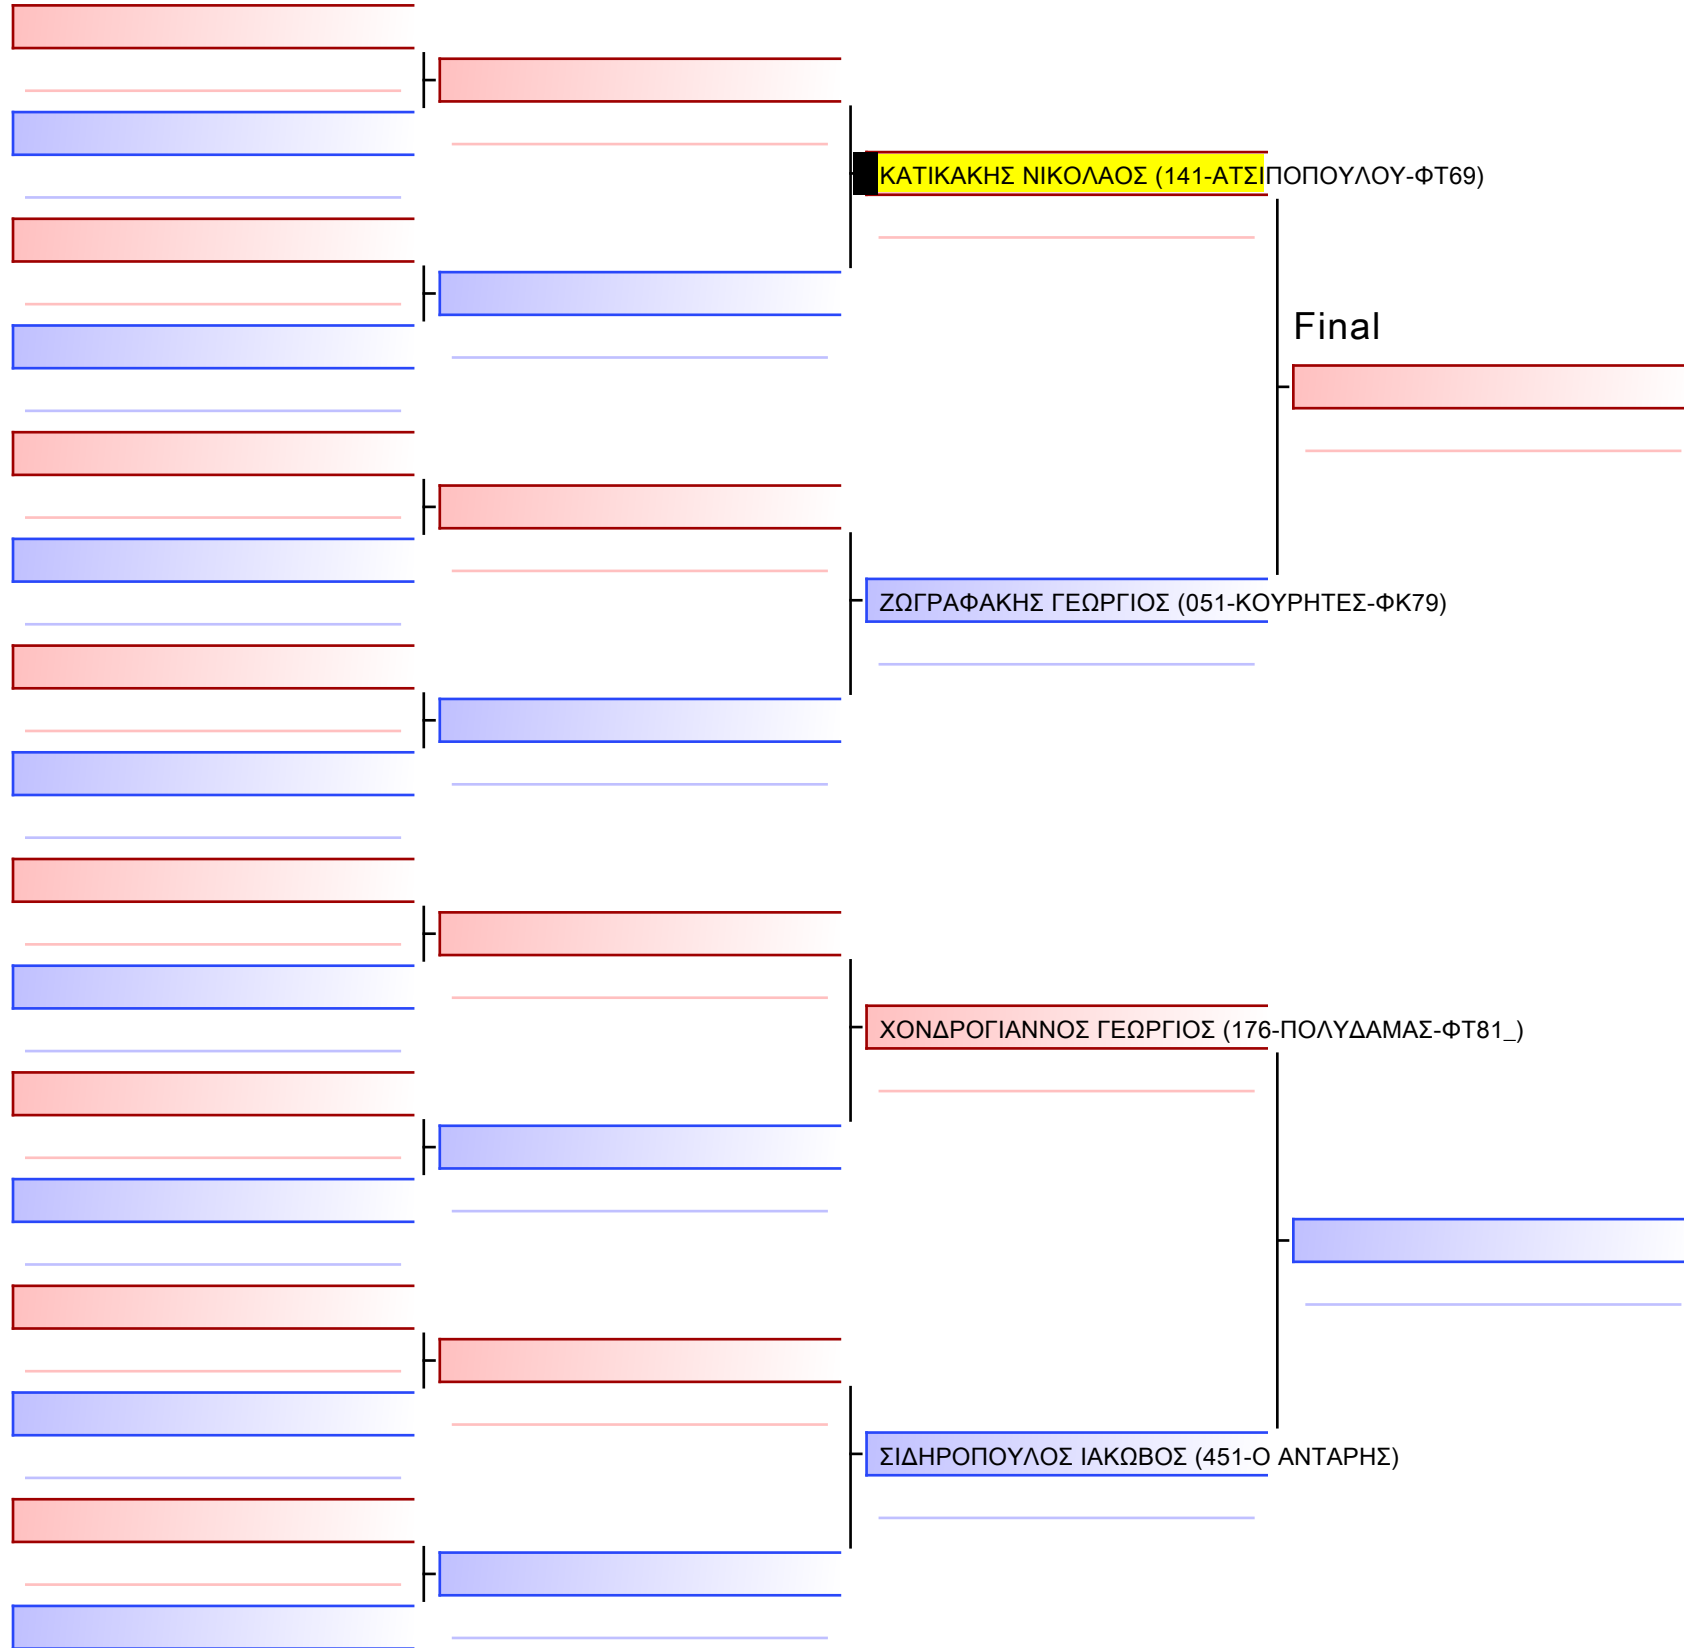 ΚΑΤΙΚΑΚΗΣ ΝΙΚΟΛΑΟΣ (141-ΑΤΣΙΠΟΠΟΥΛΟΥ-ΦΤ69)
Final
ΖΩΓΡΑΦΑΚΗΣ ΓΕΩΡΓΙΟΣ (051-ΚΟΥΡΗΤΕΣ-ΦΚ79)
ΧΟΝΔΡΟΓΙΑΝΝΟΣ ΓΕΩΡΓΙΟΣ (176-ΠΟΛΥΔΑΜΑΣ-ΦΤ81_)
ΣΙΔΗΡΟΠΟΥΛΟΣ ΙΑΚΩΒΟΣ (451-Ο ΑΝΤΑΡΗΣ)